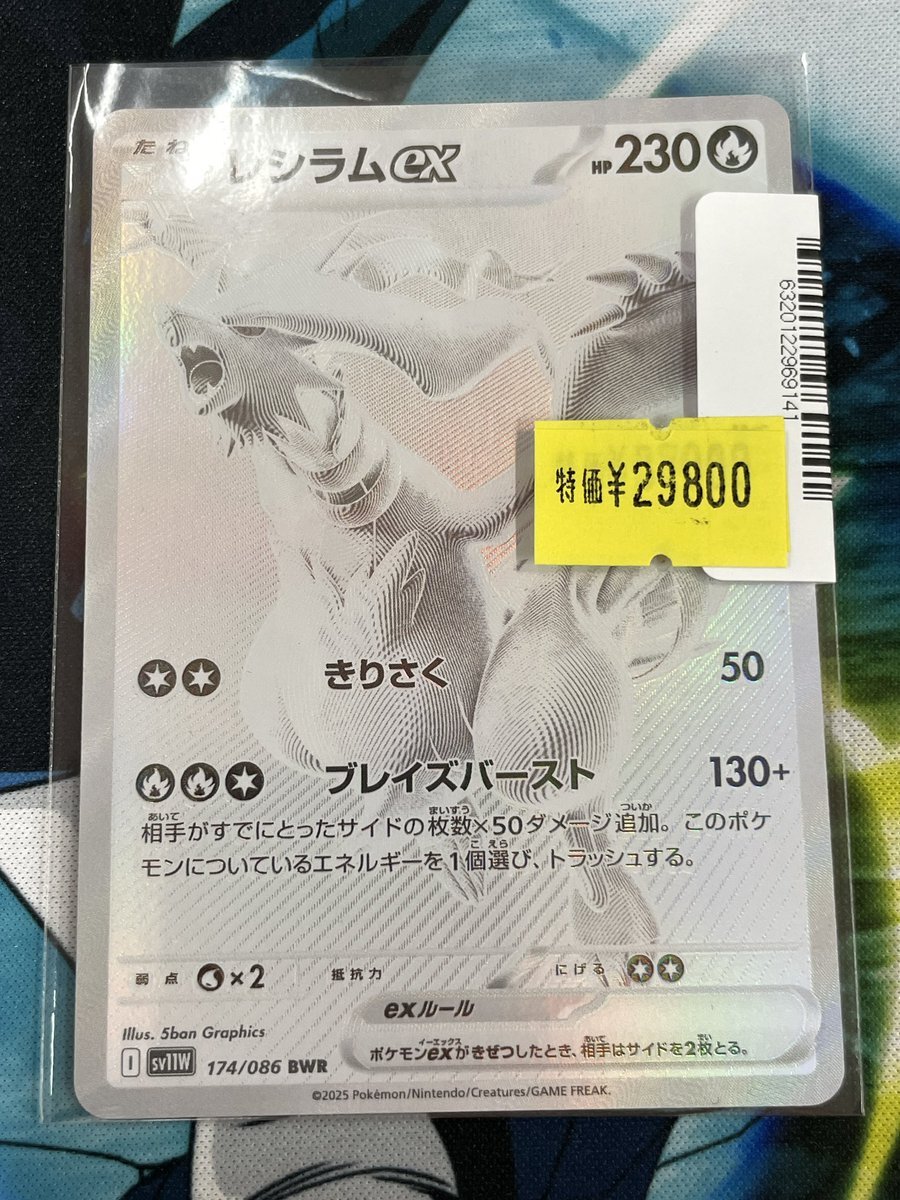 たね
レシラムex
HP 230
6320122969141
特価¥29800
きりさく 50
ブレイズバースト 130+
相手がすでにとったサイドの枚数×50ダメージ追加。このポケ
モンについているエネルギーを1個選び、トラッシュする。
弱点 ×2 抵抗力 にげる
exルール
ポケモンexがきぜつしたとき、相手はサイドを2枚とる。
Illus. 5ban Graphics
I SV11W 174/086 BWR
©2025 Pokémon/Nintendo/Creatures/GAME FREAK.